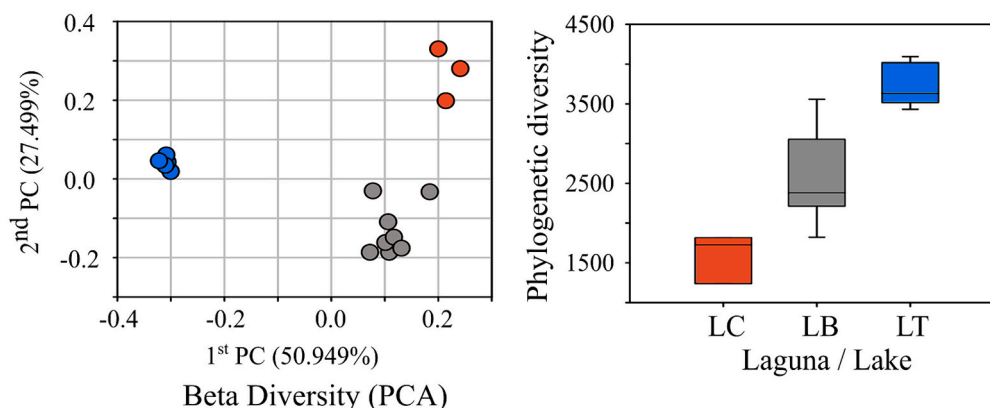 0.4
0.2
0.0
-0.2
2nd PC (27.499%)
-0.4
-0.2
0.0
0.2
1st PC (50.949%)
Beta Diversity (PCA)
4500
3500
2500
1500
Phylogenetic diversity
LC
LB
LT
Laguna / Lake